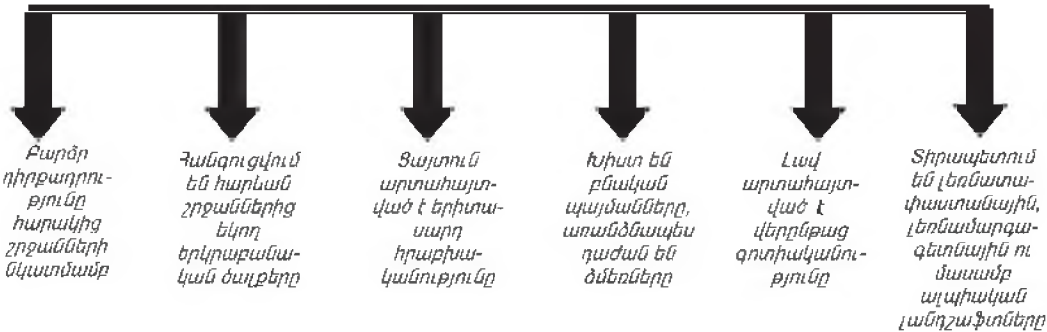 Բարձր
դիրքադրու-
թյունը
հարակից
շրջանների
նկատմամբ
Հանգուցվում
են հարևան
շրջաններից
եկող
երկրաբանա-
կան ծալքերը
Ցայտուն
արտահայտ-
ված է երիտա-
սարդ
հրաբխա-
կանությունը
Խիստ են
բնական
պայմանները,
առանձնապես
դաժան են
ձմեռները
Լավ
արտահայտ-
ված է
վերընթաց
գոտիականու-
թյունը
Տիրապետում
են լեռնատա-
փաստանային,
լեռնամարգա-
գետնային ու
մասամբ
ալպիական
լանդշաֆտները